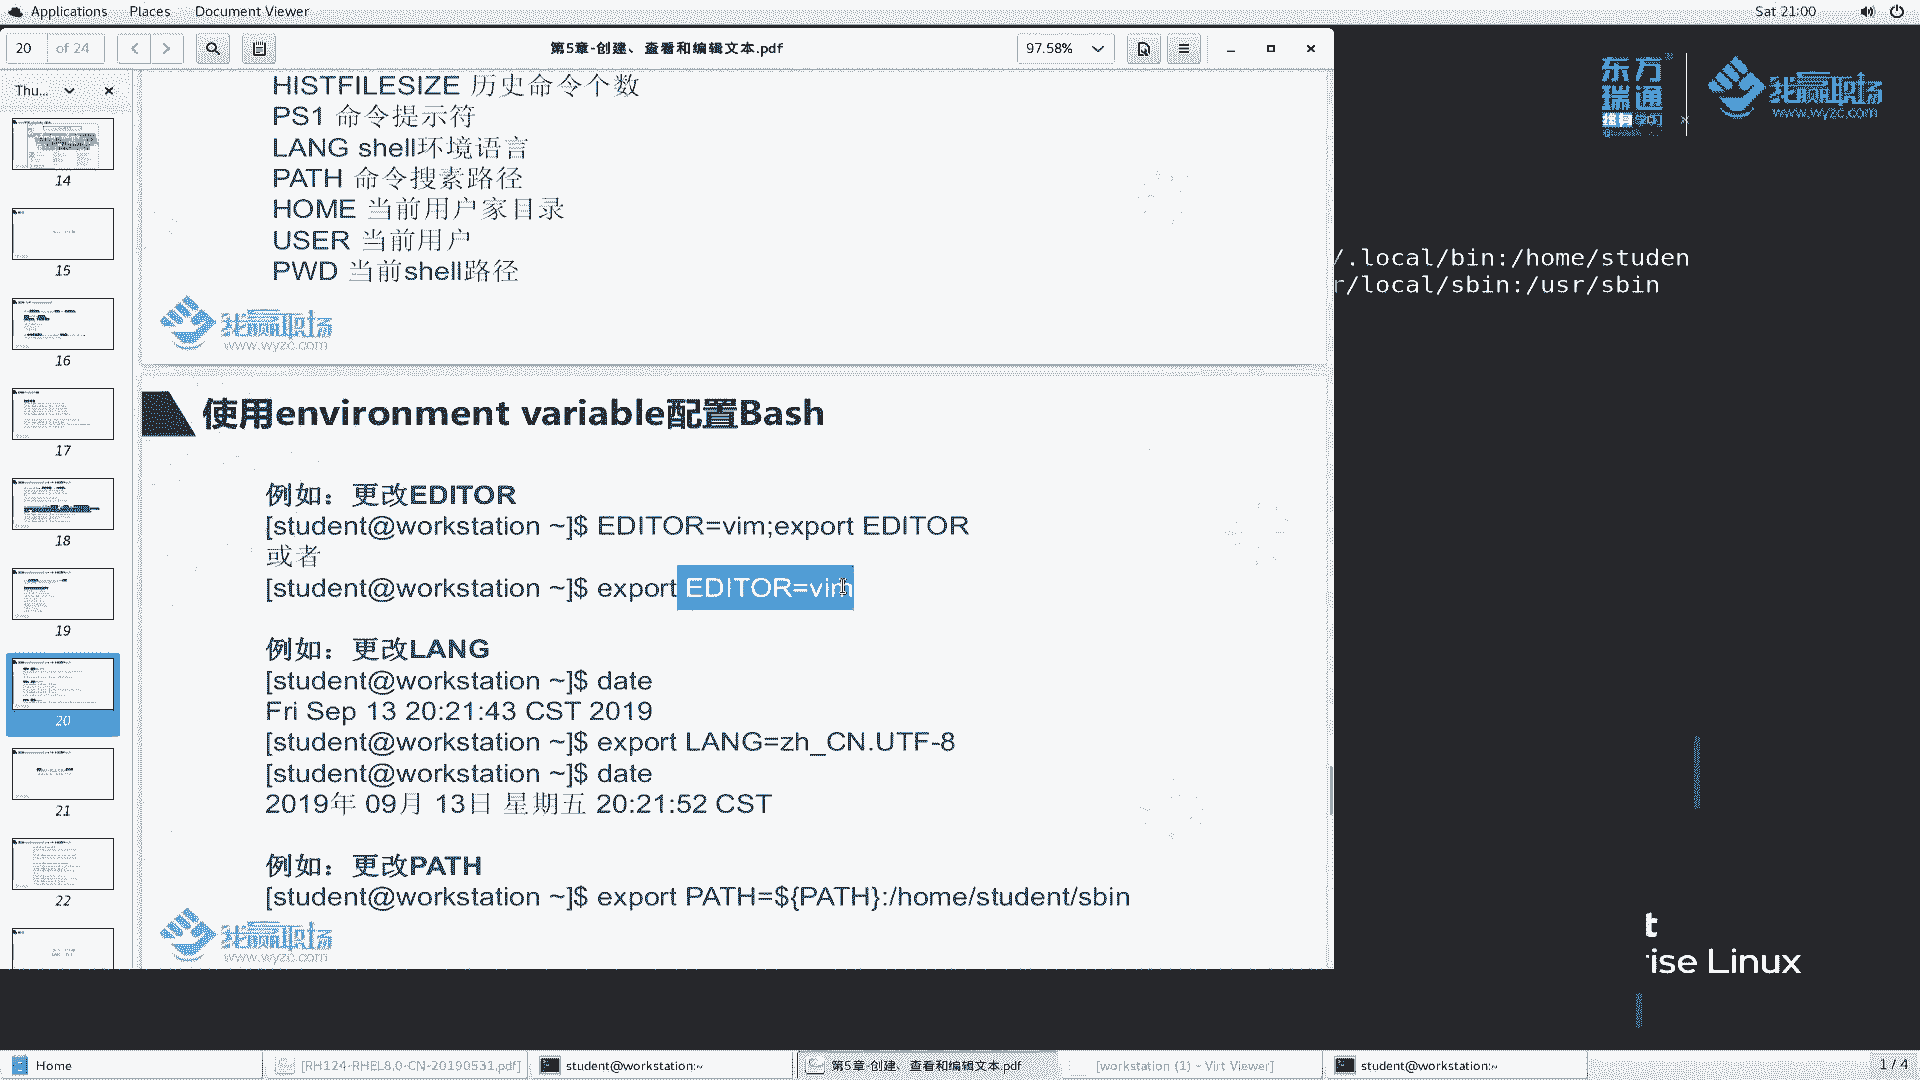 Applications Places Document Viewer
Sat 21:00
20 of 24
第5章-创建、查看和编辑文本.pdf
97.58%
Thu...
14
15
16
17
18
19
20
21
22
HISTFILESIZE 历史命令个数
PS1 命令提示符
LANG shell环境语言
PATH 命令搜素路径
HOME 当前用户家目录
USER 当前用户
PWD 当前shell路径
我赢职场
www.wyzc.com
使用environment variable配置Bash
例如：更改EDITOR
[student@workstation ~]$ EDITOR=vim;export EDITOR
或者
[student@workstation ~]$ export EDITOR=vim
例如：更改LANG
[student@workstation ~]$ date
Fri Sep 13 20:21:43 CST 2019
[student@workstation ~]$ export LANG=zh_CN.UTF-8
[student@workstation ~]$ date
2019年 09月 13日 星期五 20:21:52 CST
例如：更改PATH
[student@workstation ~]$ export PATH=${PATH}:/home/student/sbin
我赢职场
www.wyzc.com
东方
瑞通
我赢职场
www.wyzc.com
/.local/bin:/home/studen
r/local/sbin:/usr/sbin
t
ise Linux
Home
[RH124-RHEL8.0-CN-20190531.pdf]
student@workstation:~
第5章-创建、查看和编辑文本.pdf
[workstation (1) - Virt Viewer]
student@workstation:~
1 / 4